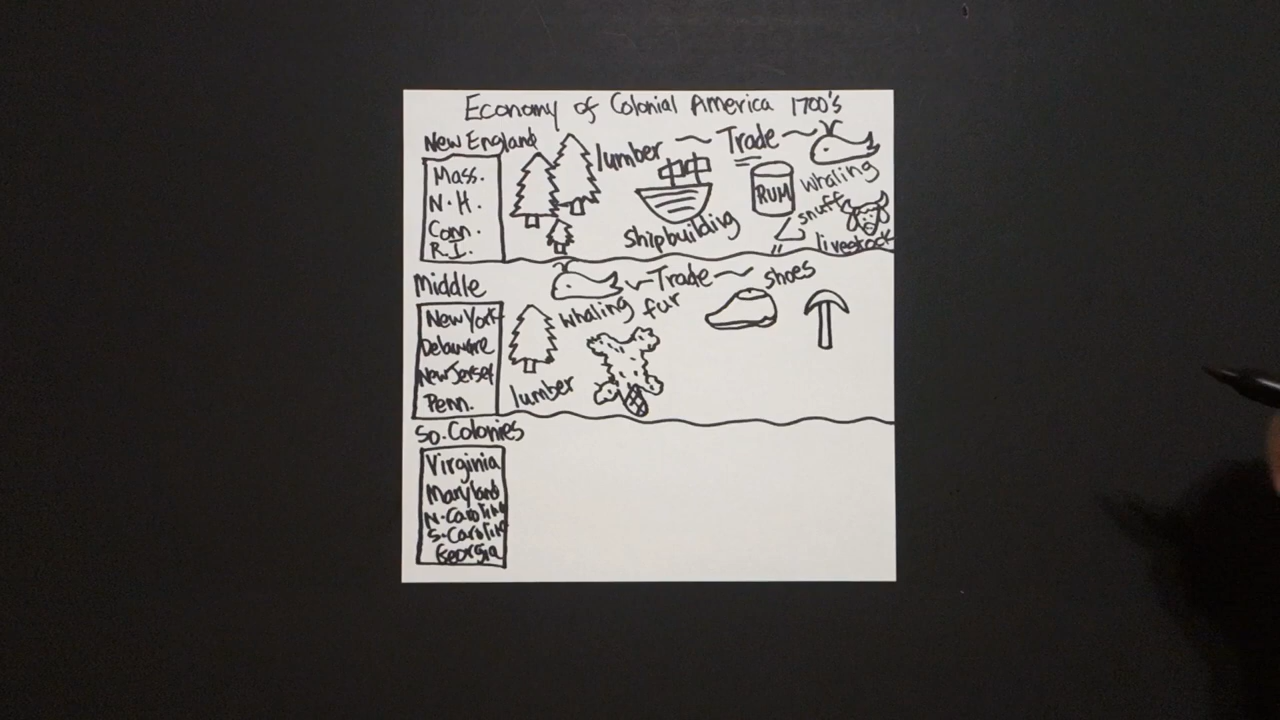 Economy of Colonial America 1700's
New England
lumber ~ Trade ~
Mass.
N.H.
Conn.
R.I.
shipbuilding
RUM
whaling
snuff
livestock
Middle
~Trade~
shoes
New York
Delaware
New Jersey
Penn.
whaling
fur
lumber
So. Colonies
Virginia
Maryland
N. Carolina
S. Carolin
Georgia